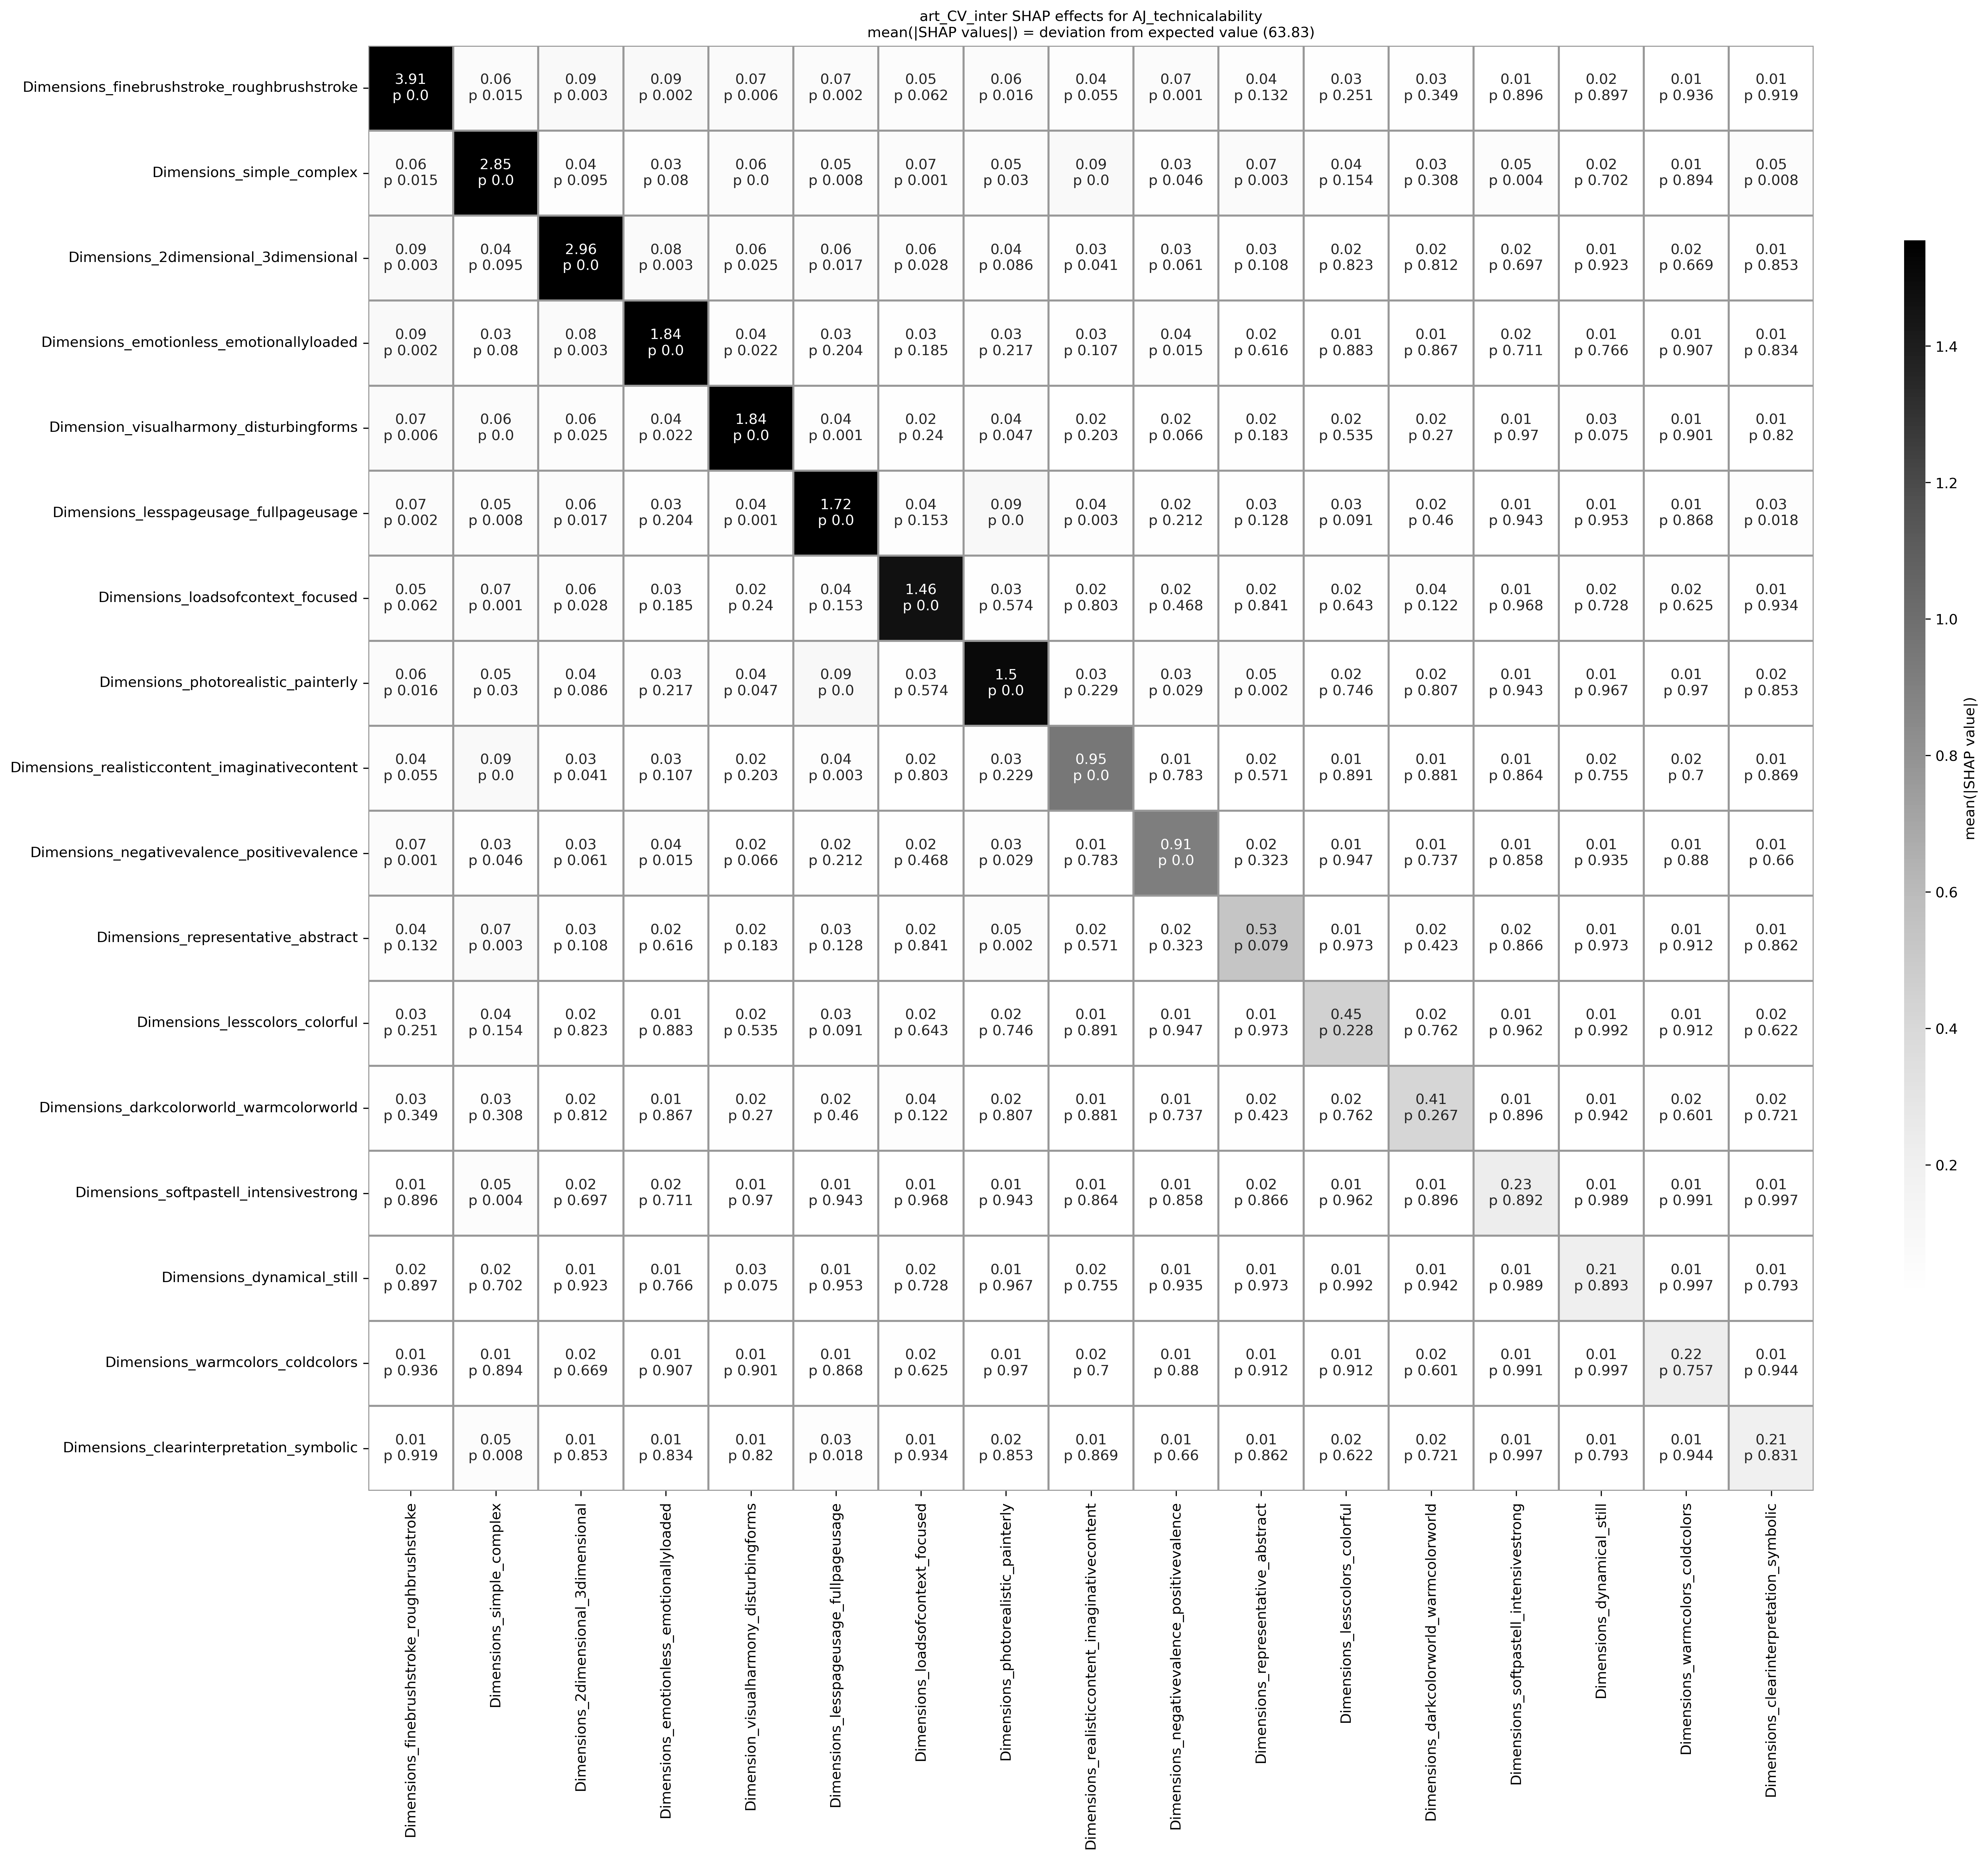 art_CV_inter SHAP effects for AJ_technicalability
mean(|SHAP values|) = deviation from expected value (63.83)
Dimensions_finebrushstroke_roughbrushstroke
3.91 0.06 0.09 0.09 0.07 0.07 0.05 0.06 0.04 0.07 0.04 0.03 0.03 0.01 0.02 0.01 0.01
p 0.0 p 0.015 p 0.003 p 0.002 p 0.006 p 0.002 p 0.062 p 0.016 p 0.055 p 0.001 p 0.132 p 0.251 p 0.349 p 0.896 p 0.897 p 0.936 p 0.919
Dimensions_simple_complex
0.06 2.85 0.04 0.03 0.06 0.05 0.07 0.05 0.09 0.03 0.07 0.04 0.03 0.05 0.02 0.01 0.05
p 0.015 p 0.0 p 0.095 p 0.08 p 0.0 p 0.008 p 0.001 p 0.03 p 0.0 p 0.046 p 0.003 p 0.154 p 0.308 p 0.004 p 0.702 p 0.894 p 0.008
Dimensions_2dimensional_3dimensional
0.09 0.04 2.96 0.08 0.06 0.06 0.06 0.04 0.03 0.03 0.03 0.02 0.02 0.02 0.01 0.02 0.01
p 0.003 p 0.095 p 0.0 p 0.003 p 0.025 p 0.017 p 0.028 p 0.086 p 0.041 p 0.061 p 0.108 p 0.823 p 0.812 p 0.697 p 0.923 p 0.669 p 0.853
Dimensions_emotionless_emotionallyloaded
0.09 0.03 0.08 1.84 0.04 0.03 0.03 0.03 0.03 0.04 0.02 0.01 0.01 0.02 0.01 0.01 0.01
p 0.002 p 0.08 p 0.003 p 0.0 p 0.022 p 0.204 p 0.185 p 0.217 p 0.107 p 0.015 p 0.616 p 0.883 p 0.867 p 0.711 p 0.766 p 0.907 p 0.834
Dimension_visualharmony_disturbingforms
0.07 0.06 0.06 0.04 1.84 0.04 0.02 0.04 0.02 0.02 0.02 0.02 0.02 0.01 0.03 0.01 0.01
p 0.006 p 0.0 p 0.025 p 0.022 p 0.0 p 0.001 p 0.24 p 0.047 p 0.203 p 0.066 p 0.183 p 0.535 p 0.27 p 0.97 p 0.075 p 0.901 p 0.82
Dimensions_lesspageusage_fullpageusage
0.07 0.05 0.06 0.03 0.04 1.72 0.04 0.09 0.04 0.02 0.03 0.03 0.02 0.01 0.01 0.01 0.03
p 0.002 p 0.008 p 0.017 p 0.204 p 0.001 p 0.0 p 0.153 p 0.0 p 0.003 p 0.212 p 0.128 p 0.091 p 0.46 p 0.943 p 0.953 p 0.868 p 0.018
Dimensions_loadsofcontext_focused
0.05 0.07 0.06 0.03 0.02 0.04 1.46 0.03 0.02 0.02 0.02 0.02 0.04 0.01 0.02 0.02 0.01
p 0.062 p 0.001 p 0.028 p 0.185 p 0.24 p 0.153 p 0.0 p 0.574 p 0.803 p 0.468 p 0.841 p 0.643 p 0.122 p 0.968 p 0.728 p 0.625 p 0.934
Dimensions_photorealistic_painterly
0.06 0.05 0.04 0.03 0.04 0.09 0.03 1.5 0.03 0.03 0.05 0.02 0.02 0.01 0.01 0.01 0.02
p 0.016 p 0.03 p 0.086 p 0.217 p 0.047 p 0.0 p 0.574 p 0.0 p 0.229 p 0.029 p 0.002 p 0.746 p 0.807 p 0.943 p 0.967 p 0.97 p 0.853
Dimensions_realisticcontent_imaginativecontent
0.04 0.09 0.03 0.03 0.02 0.04 0.02 0.03 0.95 0.01 0.02 0.01 0.01 0.01 0.02 0.02 0.01
p 0.055 p 0.0 p 0.041 p 0.107 p 0.203 p 0.003 p 0.803 p 0.229 p 0.0 p 0.783 p 0.571 p 0.891 p 0.881 p 0.864 p 0.755 p 0.7 p 0.869
Dimensions_negativevalence_positivevalence
0.07 0.03 0.03 0.04 0.02 0.02 0.02 0.03 0.01 0.91 0.02 0.01 0.01 0.01 0.01 0.01 0.01
p 0.001 p 0.046 p 0.061 p 0.015 p 0.066 p 0.212 p 0.468 p 0.029 p 0.783 p 0.0 p 0.323 p 0.947 p 0.737 p 0.858 p 0.935 p 0.88 p 0.66
Dimensions_representative_abstract
0.04 0.07 0.03 0.02 0.02 0.03 0.02 0.05 0.02 0.02 0.53 0.01 0.02 0.02 0.01 0.01 0.01
p 0.132 p 0.003 p 0.108 p 0.616 p 0.183 p 0.128 p 0.841 p 0.002 p 0.571 p 0.323 p 0.079 p 0.973 p 0.423 p 0.866 p 0.973 p 0.912 p 0.862
Dimensions_lesscolors_colorful
0.03 0.04 0.02 0.01 0.02 0.03 0.02 0.02 0.01 0.01 0.01 0.45 0.02 0.01 0.01 0.01 0.02
p 0.251 p 0.154 p 0.823 p 0.883 p 0.535 p 0.091 p 0.643 p 0.746 p 0.891 p 0.947 p 0.973 p 0.228 p 0.762 p 0.962 p 0.992 p 0.912 p 0.622
Dimensions_darkcolorworld_warmcolorworld
0.03 0.03 0.02 0.01 0.02 0.02 0.04 0.02 0.01 0.01 0.02 0.02 0.41 0.01 0.01 0.02 0.02
p 0.349 p 0.308 p 0.812 p 0.867 p 0.27 p 0.46 p 0.122 p 0.807 p 0.881 p 0.737 p 0.423 p 0.762 p 0.267 p 0.896 p 0.942 p 0.601 p 0.721
Dimensions_softpastell_intensivestrong
0.01 0.05 0.02 0.02 0.01 0.01 0.01 0.01 0.01 0.01 0.02 0.01 0.01 0.23 0.01 0.01 0.01
p 0.896 p 0.004 p 0.697 p 0.711 p 0.97 p 0.943 p 0.968 p 0.943 p 0.864 p 0.858 p 0.866 p 0.962 p 0.896 p 0.892 p 0.989 p 0.991 p 0.997
Dimensions_dynamical_still
0.02 0.02 0.01 0.01 0.03 0.01 0.02 0.01 0.02 0.01 0.01 0.01 0.01 0.01 0.21 0.01 0.01
p 0.897 p 0.702 p 0.923 p 0.766 p 0.075 p 0.953 p 0.728 p 0.967 p 0.755 p 0.935 p 0.973 p 0.992 p 0.942 p 0.989 p 0.893 p 0.997 p 0.793
Dimensions_warmcolors_coldcolors
0.01 0.01 0.02 0.01 0.01 0.01 0.02 0.01 0.02 0.01 0.01 0.01 0.02 0.01 0.01 0.22 0.01
p 0.936 p 0.894 p 0.669 p 0.907 p 0.901 p 0.868 p 0.625 p 0.97 p 0.7 p 0.88 p 0.912 p 0.912 p 0.601 p 0.991 p 0.997 p 0.757 p 0.944
Dimensions_clearinterpretation_symbolic
0.01 0.05 0.01 0.01 0.01 0.03 0.01 0.02 0.01 0.01 0.01 0.02 0.02 0.01 0.01 0.01 0.21
p 0.919 p 0.008 p 0.853 p 0.834 p 0.82 p 0.018 p 0.934 p 0.853 p 0.869 p 0.66 p 0.862 p 0.622 p 0.721 p 0.997 p 0.793 p 0.944 p 0.831
Dimensions_finebrushstroke_roughbrushstroke
Dimensions_simple_complex
Dimensions_2dimensional_3dimensional
Dimensions_emotionless_emotionallyloaded
Dimension_visualharmony_disturbingforms
Dimensions_lesspageusage_fullpageusage
Dimensions_loadsofcontext_focused
Dimensions_photorealistic_painterly
Dimensions_realisticcontent_imaginativecontent
Dimensions_negativevalence_positivevalence
Dimensions_representative_abstract
Dimensions_lesscolors_colorful
Dimensions_darkcolorworld_warmcolorworld
Dimensions_softpastell_intensivestrong
Dimensions_dynamical_still
Dimensions_warmcolors_coldcolors
Dimensions_clearinterpretation_symbolic
1.4
1.2
1.0
0.8
0.6
0.4
0.2
mean(|SHAP value|)